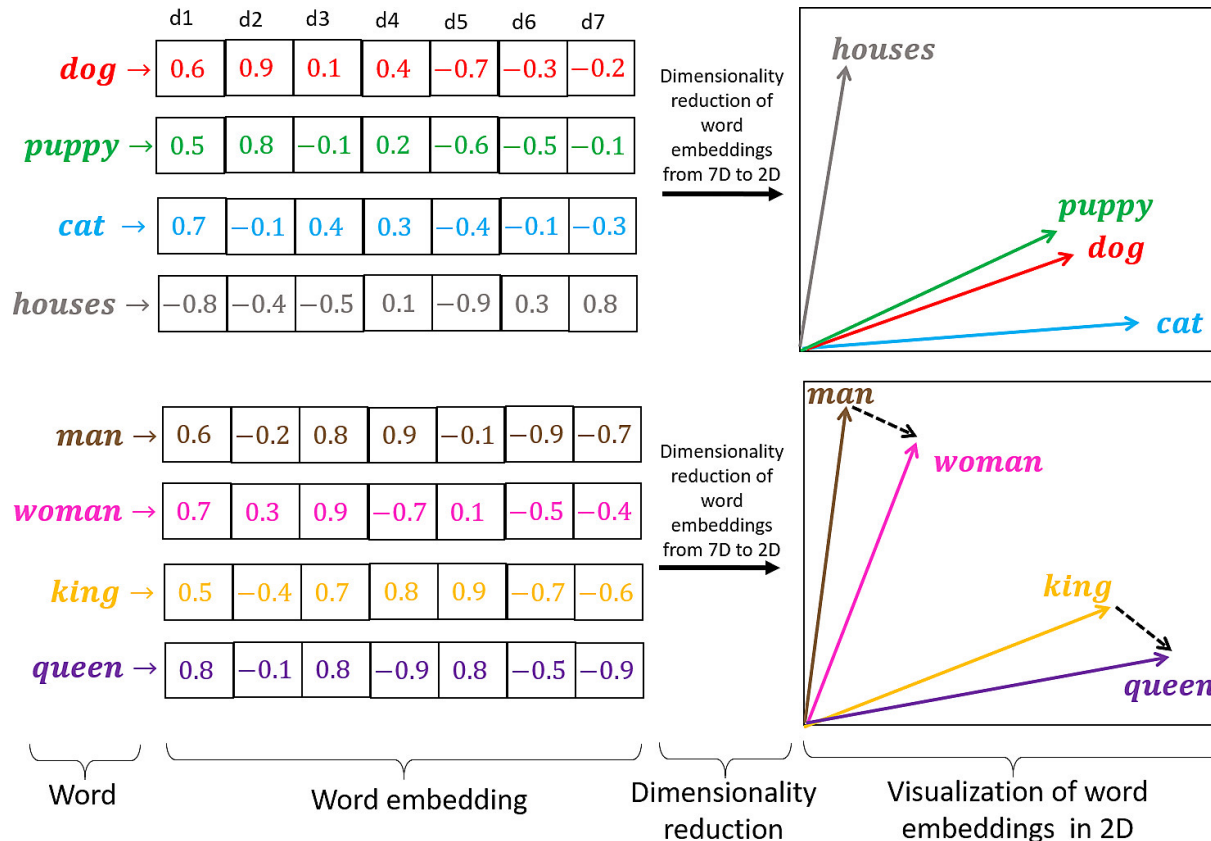 d1 d2 d3 d4 d5 d6 d7
dog → 0.6 0.9 0.1 0.4 −0.7 −0.3 −0.2
puppy → 0.5 0.8 −0.1 0.2 −0.6 −0.5 −0.1
cat → 0.7 −0.1 0.4 0.3 −0.4 −0.1 −0.3
houses → −0.8 −0.4 −0.5 0.1 −0.9 0.3 0.8
Dimensionality
reduction of
word
embeddings
from 7D to 2D
houses
puppy
dog
cat
man → 0.6 −0.2 0.8 0.9 −0.1 −0.9 −0.7
woman → 0.7 0.3 0.9 −0.7 0.1 −0.5 −0.4
king → 0.5 −0.4 0.7 0.8 0.9 −0.7 −0.6
queen → 0.8 −0.1 0.8 −0.9 0.8 −0.5 −0.9
Dimensionality
reduction of
word
embeddings
from 7D to 2D
man
woman
king
queen
Word
Word embedding
Dimensionality
reduction
Visualization of word
embeddings in 2D